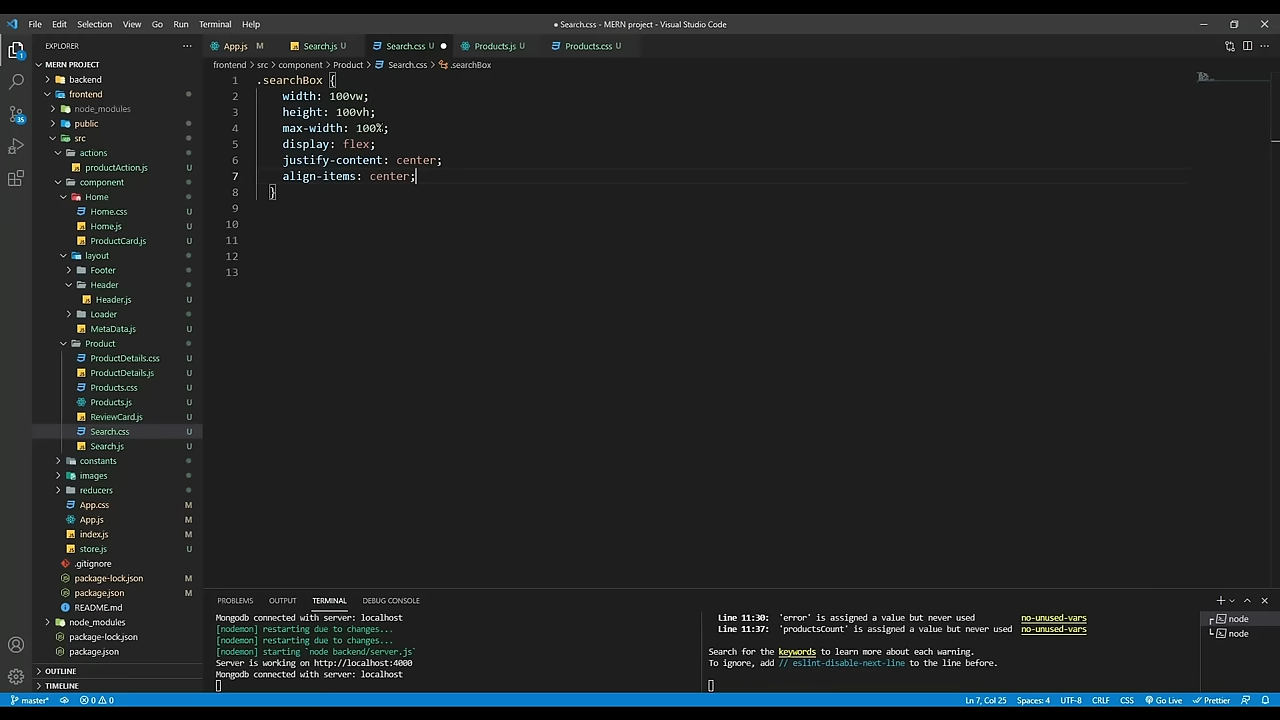 File Edit Selection View Go Run Terminal Help
● Search.css - MERN project - Visual Studio Code
EXPLORER
MERN PROJECT
backend
frontend
node_modules
public
src
actions
productAction.js U
component
Home
Home.css U
Home.js U
ProductCard.js U
layout
Footer
Header
Header.js U
Loader
MetaData.js U
Product
ProductDetails.css U
ProductDetails.js U
Products.css U
Products.js U
ReviewCard.js U
Search.css U
Search.js U
constants
images
reducers
App.css M
App.js M
index.js M
store.js U
.gitignore
package-lock.json M
package.json M
README.md
node_modules
package-lock.json
package.json
OUTLINE
TIMELINE
1
35
App.js M Search.js U Search.css U ● Products.js U Products.css U
frontend > src > component > Product > Search.css > .searchBox
1 .searchBox {
2 width: 100vw;
3 height: 100vh;
4 max-width: 100%;
5 display: flex;
6 justify-content: center;
7 align-items: center;
8 }
9
10
11
12
13
PROBLEMS OUTPUT TERMINAL DEBUG CONSOLE
Mongodb connected with server: localhost
[nodemon] restarting due to changes...
[nodemon] restarting due to changes...
[nodemon] starting `node backend/server.js`
Server is working on http://localhost:4000
Mongodb connected with server: localhost
Line 11:30: 'error' is assigned a value but never used no-unused-vars
Line 11:37: 'productsCount' is assigned a value but never used no-unused-vars
Search for the keywords to learn more about each warning.
To ignore, add // eslint-disable-next-line to the line before.
node
node
master* 0 0
Ln 7, Col 25 Spaces: 4 UTF-8 CRLF CSS Go Live Prettier